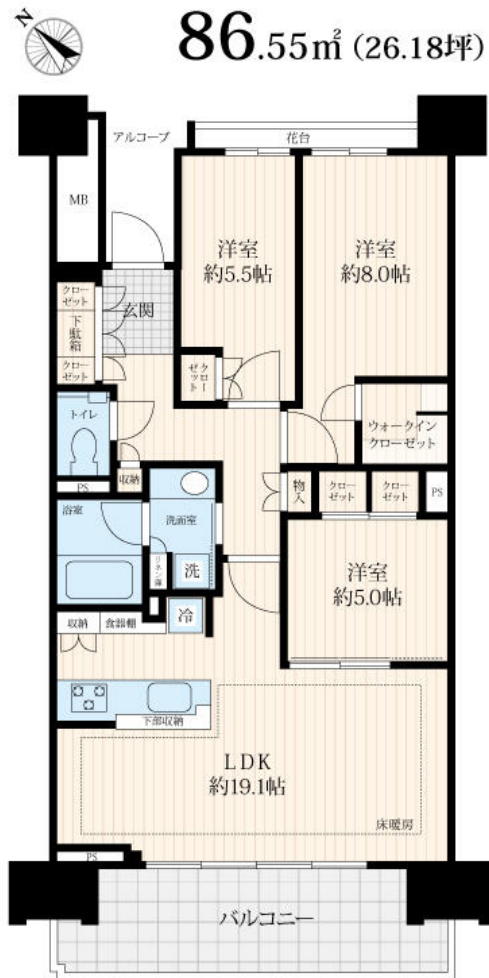 N
86.55㎡ (26.18坪)
アルコーブ
花台
MB
洋室
約5.5帖
洋室
約8.0帖
クロー
ゼット
下駄箱
クロー
ゼット
玄関
クロー
ゼット
トイレ
ウォークイン
クローゼット
PS
収納
物入
クロー
ゼット
クロー
ゼット
PS
浴室
洗面室
リネン庫
洗
洋室
約5.0帖
収納
食器棚
冷
下部収納
LDK
約19.1帖
床暖房
PS
バルコニー